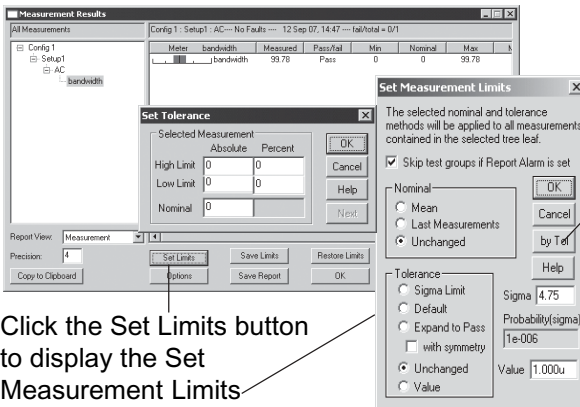 Measurement Results
All Measurements
Config 1 : Setup1 : AC---- No Faults ---- 12 Sep 07, 14:47 ---- fail/total = 0/1
Config 1
Setup1
AC
bandwidth
Meter bandwidth Measured Pass/fail Min Nominal Max
bandwidth 99.78 Pass 0 0 99.78
Set Tolerance
Selected Measurement
Absolute Percent
High Limit 0 0
Low Limit 0 0
Nominal 0
OK
Cancel
Help
Next
Report View: Measurement
Precision: 4
Copy to Clipboard
Set Limits
Save Limits
Restore Limits
Options
Save Report
OK
Set Measurement Limits
The selected nominal and tolerance
methods will be applied to all measurements
contained in the selected tree leaf.
Skip test groups if Report Alarm is set
Nominal
Mean
Last Measurements
Unchanged
OK
Cancel
by Tol
Help
Tolerance
Sigma Limit
Default
Expand to Pass
with symmetry
Unchanged
Value
Sigma 4.75
Probability(sigma)
1e-006
Value 1.000u
Click the Set Limits button
to display the Set
Measurement Limits